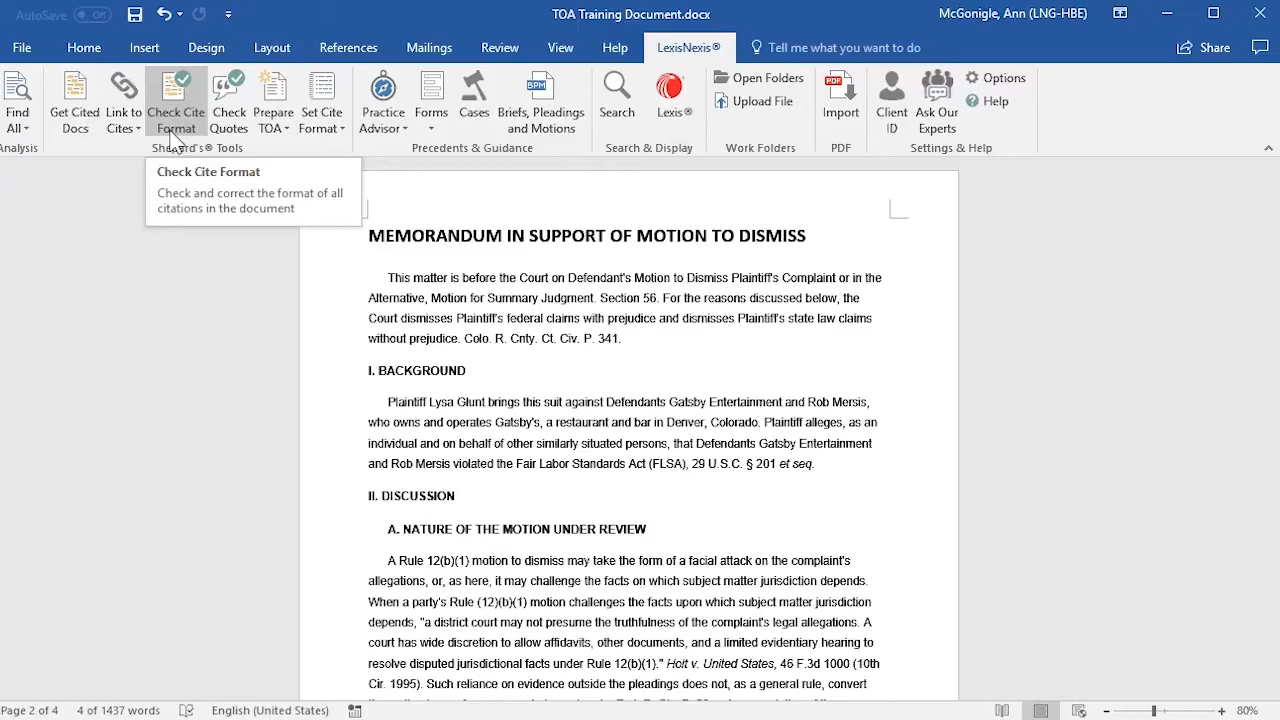 AutoSave Off
TOA Training Document.docx
McGonigle, Ann (LNG-HBE)
File Home Insert Design Layout References Mailings Review View Help LexisNexis® Tell me what you want to do Share
Find All
Get Cited Docs
Link to Cites
Check Cite Format
Check Quotes
Prepare TOA
Set Cite Format
Practice Advisor
Forms
Cases
BPM
Briefs, Pleadings and Motions
Search
Lexis®
Open Folders
Upload File
PDF
Import
Client ID
Ask Our Experts
Options
Help
Analysis
Shepard's® Tools
Precedents & Guidance
Search & Display
Work Folders
PDF
Settings & Help
Check Cite Format
Check and correct the format of all
citations in the document
MEMORANDUM IN SUPPORT OF MOTION TO DISMISS
This matter is before the Court on Defendant's Motion to Dismiss Plaintiff's Complaint or in the
Alternative, Motion for Summary Judgment. Section 56. For the reasons discussed below, the
Court dismisses Plaintiff's federal claims with prejudice and dismisses Plaintiff's state law claims
without prejudice. Colo. R. Cnty. Ct. Civ. P. 341.
I. BACKGROUND
Plaintiff Lysa Glunt brings this suit against Defendants Gatsby Entertainment and Rob Mersis,
who owns and operates Gatsby's, a restaurant and bar in Denver, Colorado. Plaintiff alleges, as an
individual and on behalf of other similarly situated persons, that Defendants Gatsby Entertainment
and Rob Mersis violated the Fair Labor Standards Act (FLSA), 29 U.S.C. § 201 et seq.
II. DISCUSSION
A. NATURE OF THE MOTION UNDER REVIEW
A Rule 12(b)(1) motion to dismiss may take the form of a facial attack on the complaint's
allegations, or, as here, it may challenge the facts on which subject matter jurisdiction depends.
When a party's Rule (12)(b)(1) motion challenges the facts upon which subject matter jurisdiction
depends, "a district court may not presume the truthfulness of the complaint's legal allegations. A
court has wide discretion to allow affidavits, other documents, and a limited evidentiary hearing to
resolve disputed jurisdictional facts under Rule 12(b)(1)." Hoit v. United States, 46 F.3d 1000 (10th
Cir. 1995). Such reliance on evidence outside the pleadings does not, as a general rule, convert
Page 2 of 4 4 of 1437 words English (United States) 80%